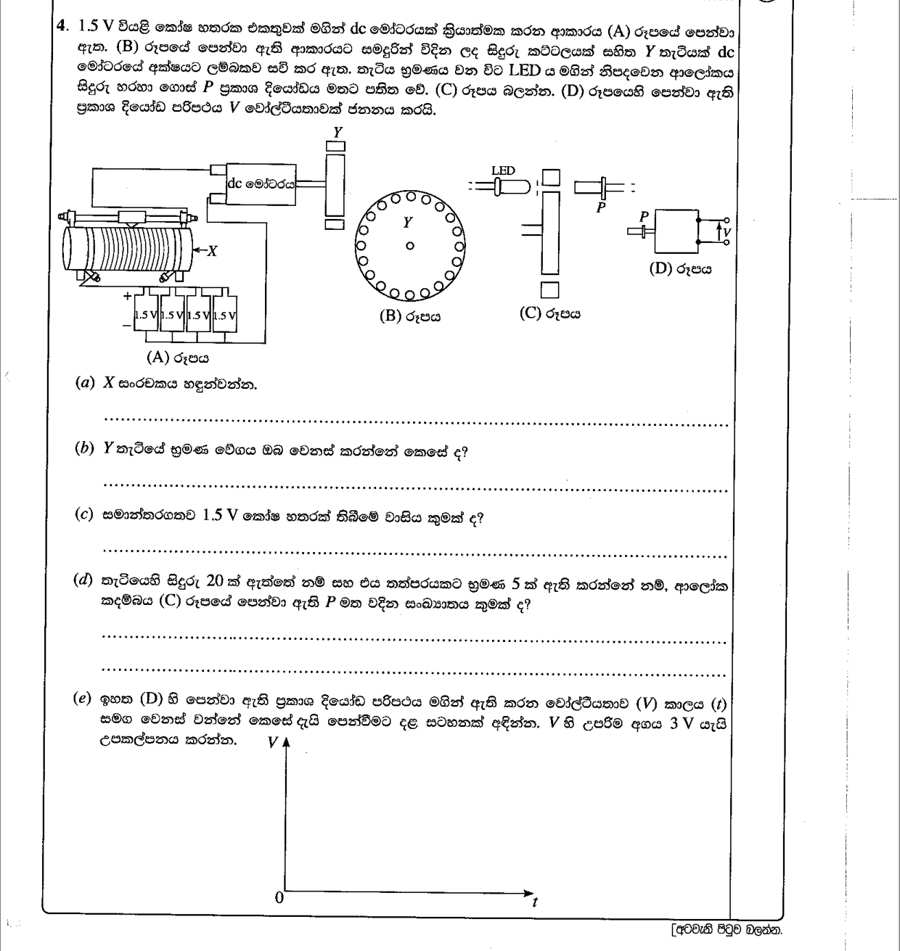 4. 1.5 V වියළි කෝෂ හතරක එකතුවක් මගින් dc මෝටරයක් ක්‍රියාත්මක කරන ආකාරය (A) රූපයේ පෙන්වා
ඇත. (B) රූපයේ පෙන්වා ඇති ආකාරයට සමදුරින් විදින ලද සිදුරු කට්ටලයක් සහිත Y තැටියක් dc
මෝටරයේ අක්ෂයට ලම්බකව සවි කර ඇත. තැටිය භ්‍රමණය වන විට LED ය මගින් නිපදවෙන ආලෝකය
සිදුරු හරහා ගොස් P ප්‍රකාශ දියෝඩය මතට පතිත වේ. (C) රූපය බලන්න. (D) රූපයෙහි පෙන්වා ඇති
ප්‍රකාශ දියෝඩ පරිපථය V වෝල්ටීයතාවක් ජනනය කරයි.
Y
dc මෝටරය
X
+
−
1.5 V 1.5 V 1.5 V 1.5 V
(A) රූපය
Y
(B) රූපය
LED
P
(C) රූපය
P
V
(D) රූපය
(a) X සංරචකය හඳුන්වන්න.
(b) Y තැටියේ භ්‍රමණ වේගය ඔබ වෙනස් කරන්නේ කෙසේ ද?
(c) සමාන්තරගතව 1.5 V කෝෂ හතරක් තිබීමේ වාසිය කුමක් ද?
(d) තැටියෙහි සිදුරු 20 ක් ඇත්තේ නම් සහ එය තත්පරයකට භ්‍රමණ 5 ක් ඇති කරන්නේ නම්, ආලෝක
කදම්බය (C) රූපයේ පෙන්වා ඇති P මත වදින සංඛ්‍යාතය කුමක් ද?
(e) ඉහත (D) හි පෙන්වා ඇති ප්‍රකාශ දියෝඩ පරිපථය මගින් ඇති කරන වෝල්ටීයතාව (V) කාලය (t)
සමග වෙනස් වන්නේ කෙසේ දැයි පෙන්වීමට දළ සටහනක් අඳින්න. V හි උපරිම අගය 3 V යැයි
උපකල්පනය කරන්න.
V
0
t
[අටවැනි පිටුව බලන්න.